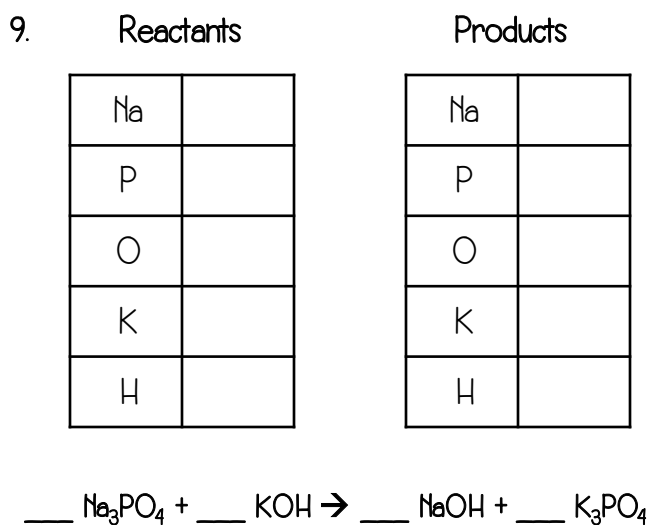 9. Reactants Products
Na Na
P P
O O
K K
H H
___ Na₃PO₄ + ___ KOH → ___ NaOH + ___ K₃PO₄